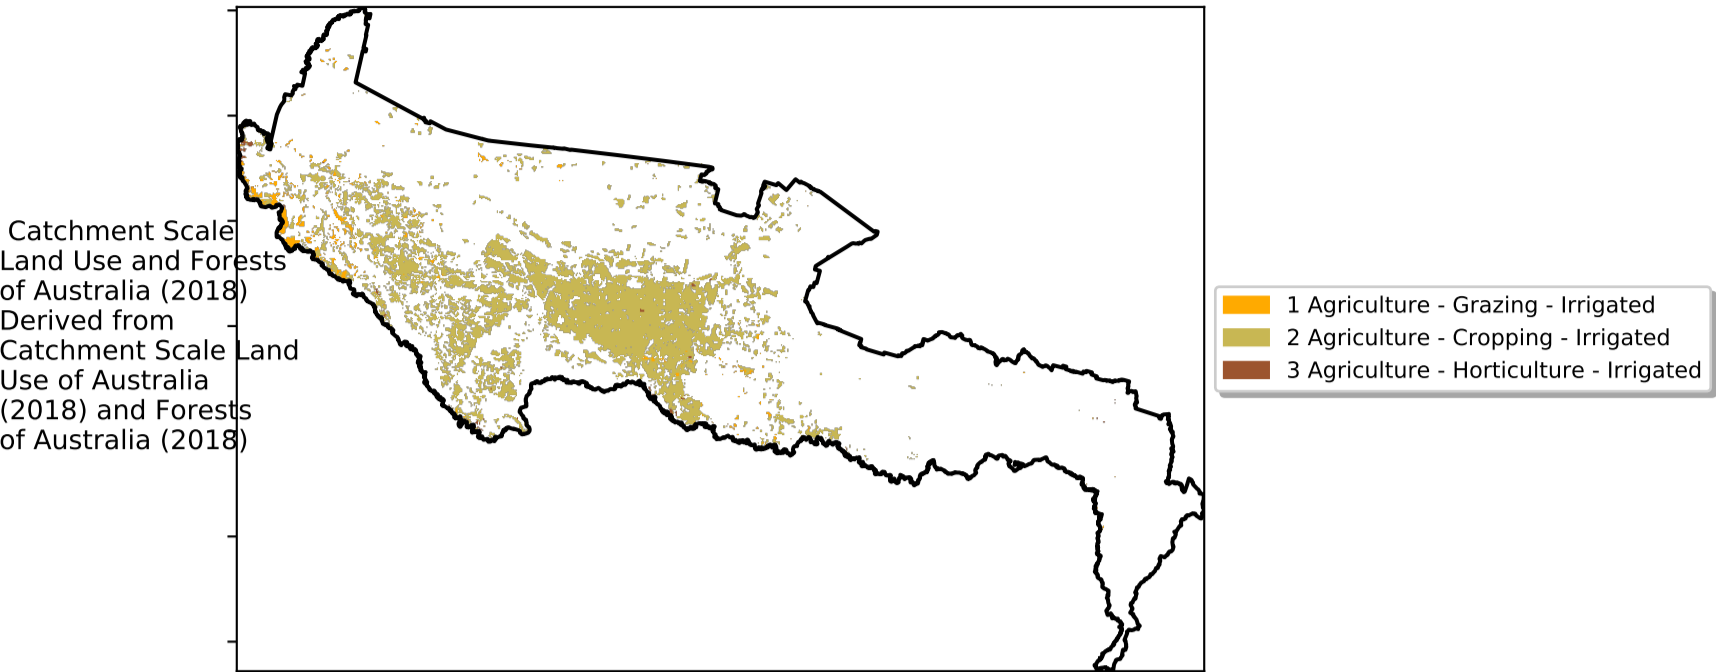 Catchment Scale
Land Use and Forests
of Australia (2018)
Derived from
Catchment Scale Land
Use of Australia
(2018) and Forests
of Australia (2018)
1 Agriculture - Grazing - Irrigated
2 Agriculture - Cropping - Irrigated
3 Agriculture - Horticulture - Irrigated